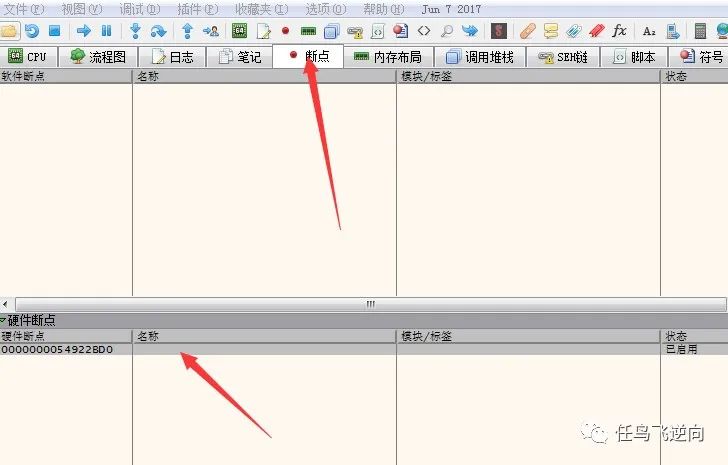 文件(F) 视图(V) 调试(D) 插件(P) 收藏夹(I) 选项(O) 帮助(H) Jun 7 2017
CPU 流程图 日志 笔记 断点 内存布局 调用堆栈 SEH链 脚本 符号
软件断点 名称 模块/标签 状态
硬件断点
硬件断点 名称 模块/标签 状态
0000000054922BD0 已启用
任鸟飞逆向